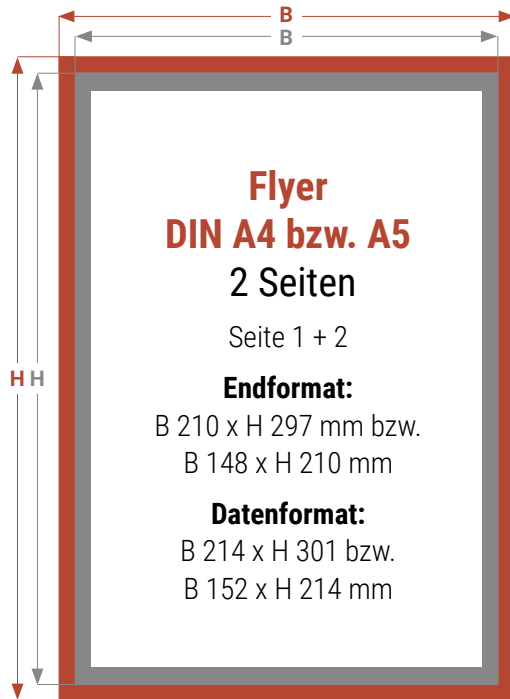 B
B
H H
Flyer
DIN A4 bzw. A5
2 Seiten
Seite 1 + 2
Endformat:
B 210 x H 297 mm bzw.
B 148 x H 210 mm
Datenformat:
B 214 x H 301 bzw.
B 152 x H 214 mm